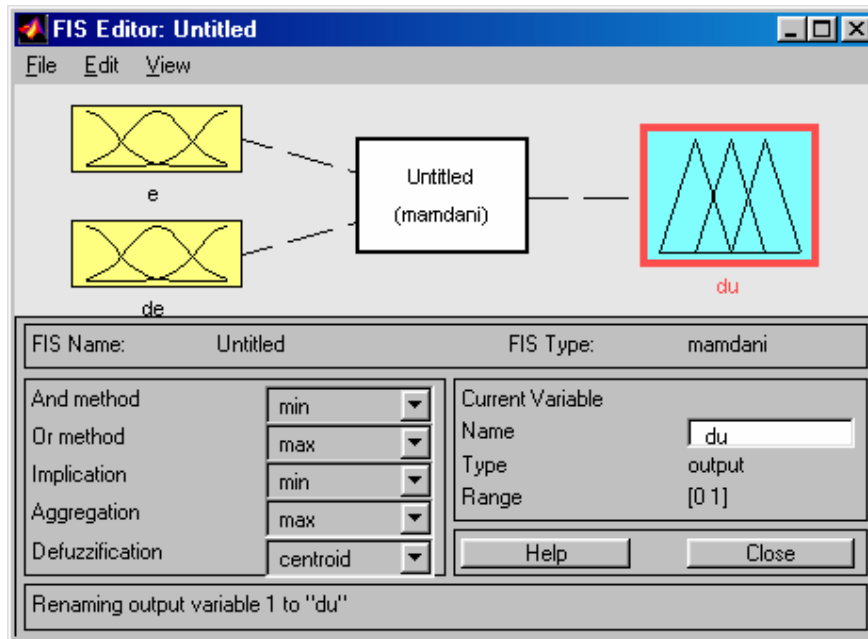 FIS Editor: Untitled
File Edit View
e
de
Untitled
(mamdani)
du
FIS Name: Untitled FIS Type: mamdani
And method min
Or method max
Implication min
Aggregation max
Defuzzification centroid
Current Variable
Name du
Type output
Range [0 1]
Help Close
Renaming output variable 1 to "du"